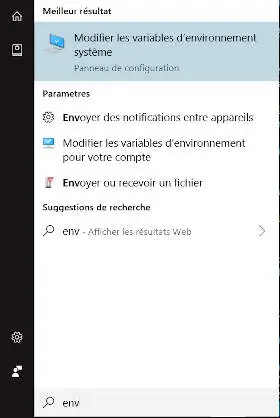 Meilleur résultat
Modifier les variables d'environnement
système
Panneau de configuration
Parametres
Envoyer des notifications entre appareils
Modifier les variables d'environnement
pour votre compte
Envoyer ou recevoir un fichier
Suggestions de recherche
env - Afficher les résultats Web
env